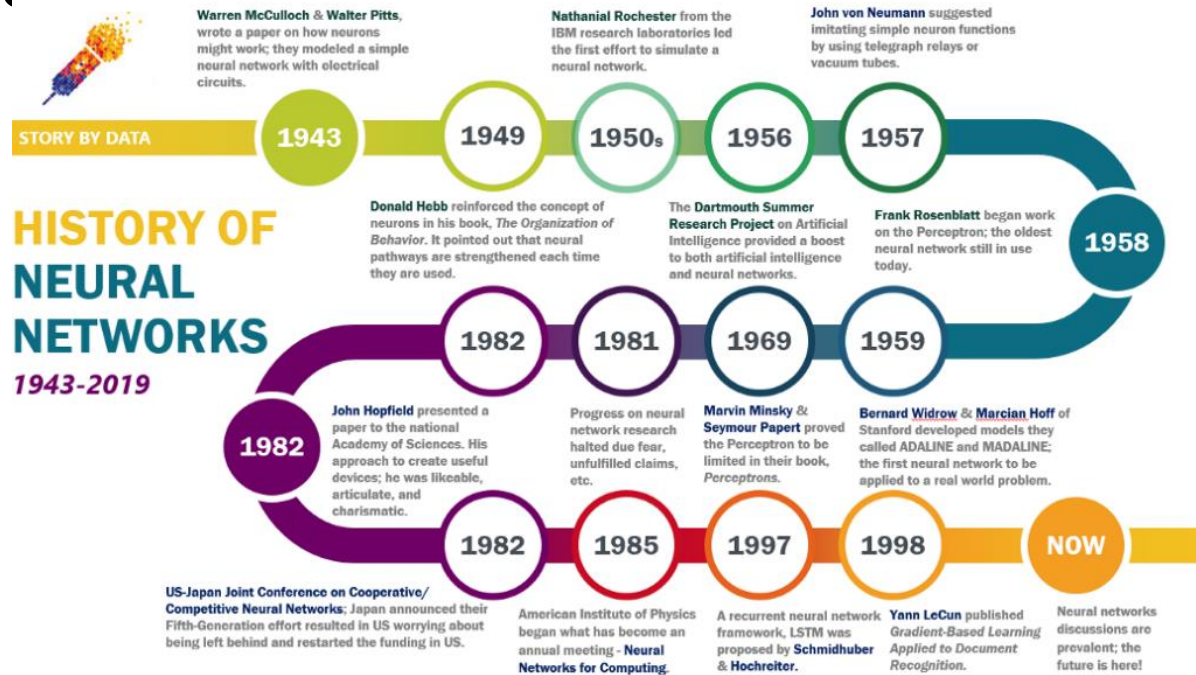 Warren McCulloch & Walter Pitts,
wrote a paper on how neurons
might work; they modeled a simple
neural network with electrical
circuits.
Nathanial Rochester from the
IBM research laboratories led
the first effort to simulate a
neural network.
John von Neumann suggested
imitating simple neuron functions
by using telegraph relays or
vacuum tubes.
STORY BY DATA
1943
1949
1950s
1956
1957
HISTORY OF
NEURAL
NETWORKS
1943-2019
Donald Hebb reinforced the concept of
neurons in his book, The Organization of
Behavior. It pointed out that neural
pathways are strengthened each time
they are used.
The Dartmouth Summer
Research Project on Artificial
Intelligence provided a boost
to both artificial intelligence
and neural networks.
Frank Rosenblatt began work
on the Perceptron; the oldest
neural network still in use
today.
1958
1982
1981
1969
1959
1982
John Hopfield presented a
paper to the national
Academy of Sciences. His
approach to create useful
devices; he was likeable,
articulate, and
charismatic.
Progress on neural
network research
halted due fear,
unfulfilled claims,
etc.
Marvin Minsky &
Seymour Papert proved
the Perceptron to be
limited in their book,
Perceptrons.
Bernard Widrow & Marcian Hoff of
Stanford developed models they
called ADALINE and MADALINE;
the first neural network to be
applied to a real world problem.
1982
1985
1997
1998
NOW
US-Japan Joint Conference on Cooperative/
Competitive Neural Networks; Japan announced their
Fifth-Generation effort resulted in US worrying about
being left behind and restarted the funding in US.
American Institute of Physics
began what has become an
annual meeting - Neural
Networks for Computing.
A recurrent neural network
framework, LSTM was
proposed by Schmidhuber
& Hochreiter.
Yann LeCun published
Gradient-Based Learning
Applied to Document
Recognition.
Neural networks
discussions are
prevalent; the
future is here!